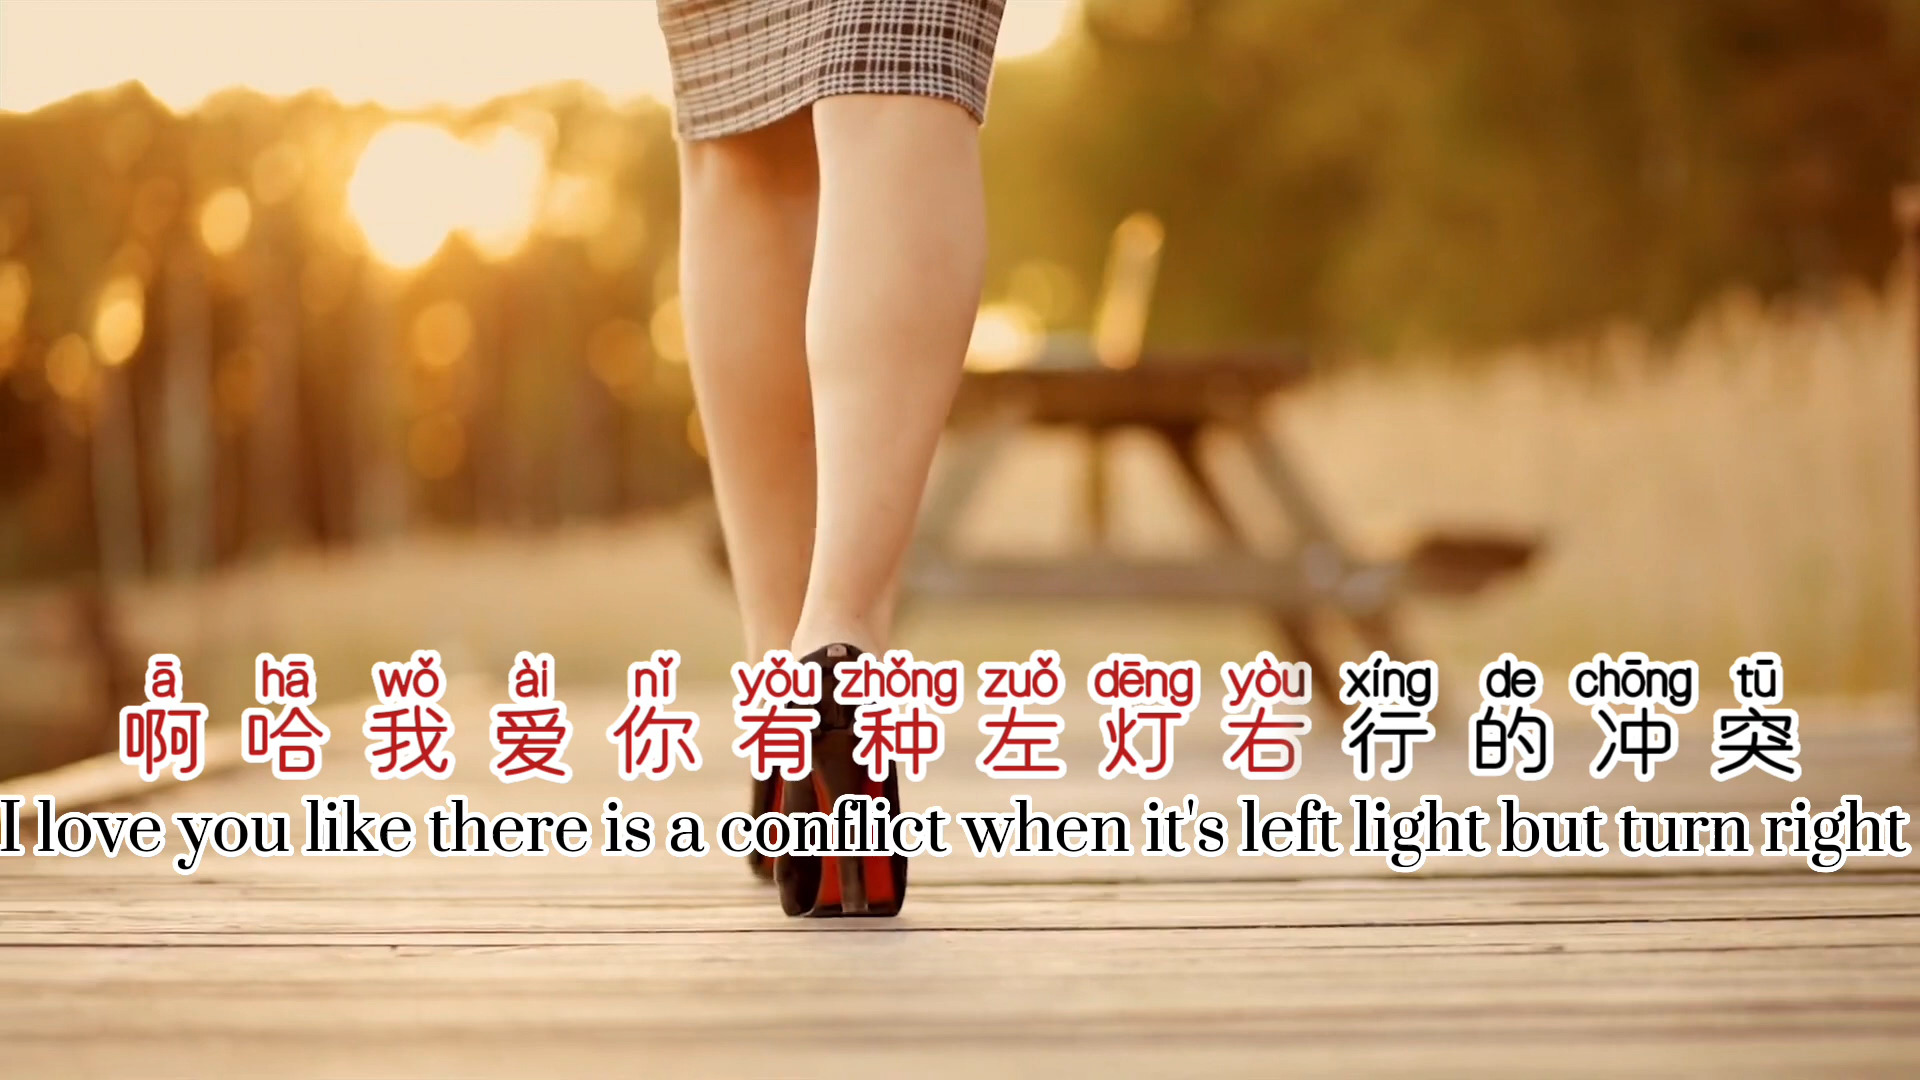 ā hā wǒ ài nǐ yǒu zhǒng zuǒ dēng yòu xíng de chōng tū
啊哈我爱你有种左灯右行的冲突
I love you like there is a conflict when it's left light but turn right